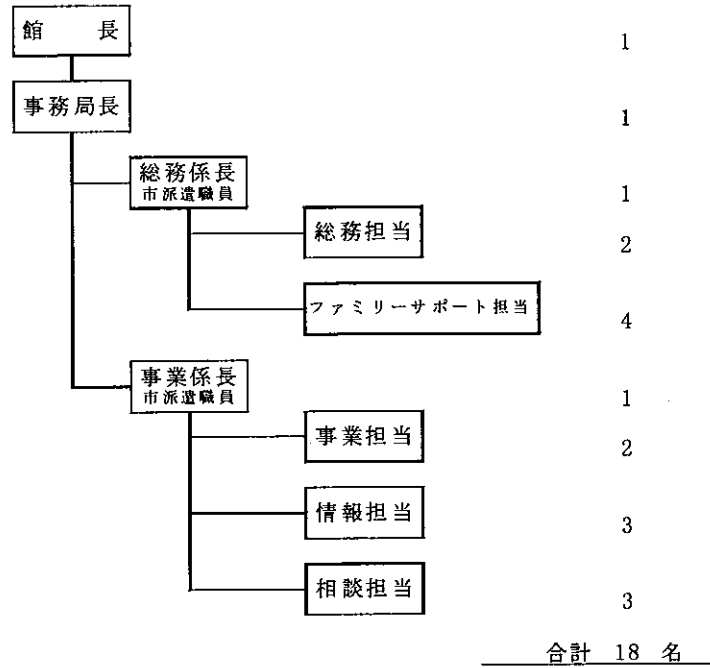 館　長 1
事務局長 1
総務係長
市派遣職員 1
総務担当 2
ファミリーサポート担当 4
事業係長
市派遣職員 1
事業担当 2
情報担当 3
相談担当 3
合計 18 名